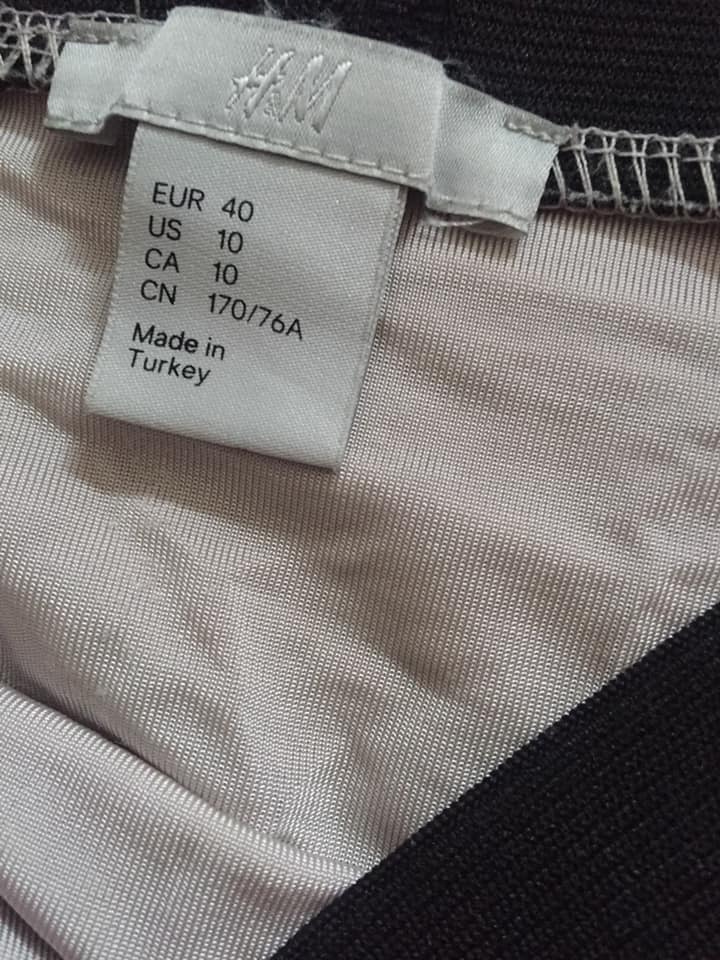 H&M
EUR 40
US 10
CA 10
CN 170/76A
Made in
Turkey